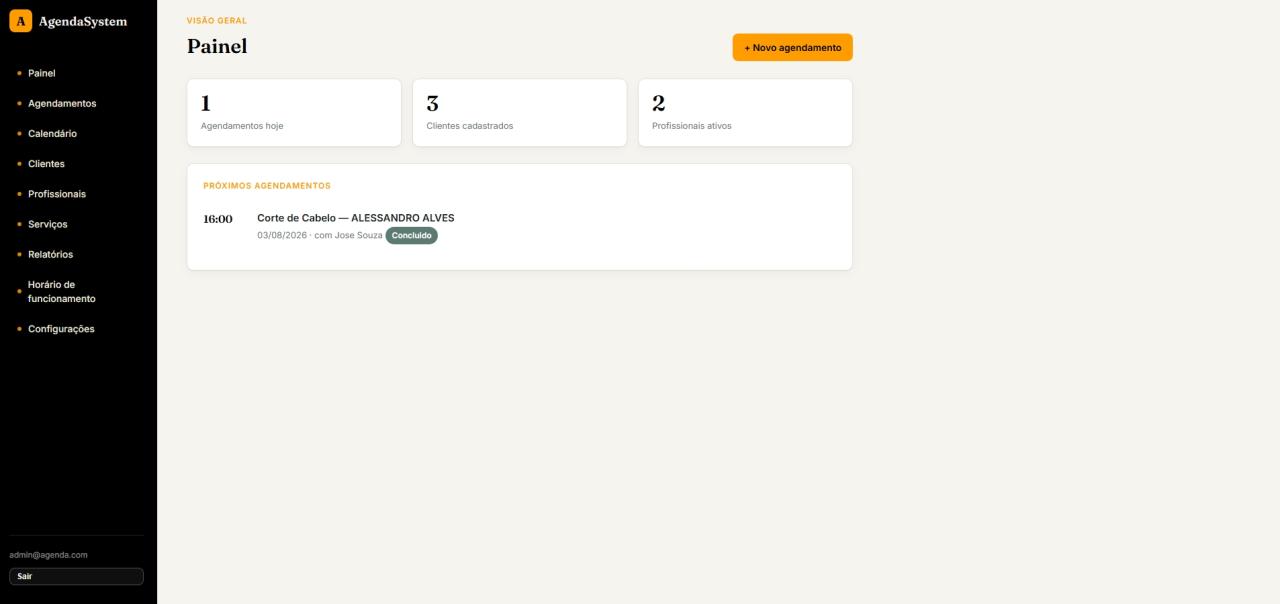 A AgendaSystem
Painel
Agendamentos
Calendário
Clientes
Profissionais
Serviços
Relatórios
Horário de
funcionamento
Configurações
admin@agenda.com
Sair
VISÃO GERAL
Painel
+ Novo agendamento
1
Agendamentos hoje
3
Clientes cadastrados
2
Profissionais ativos
PRÓXIMOS AGENDAMENTOS
16:00
Corte de Cabelo — ALESSANDRO ALVES
03/08/2026 · com Jose Souza Concluído